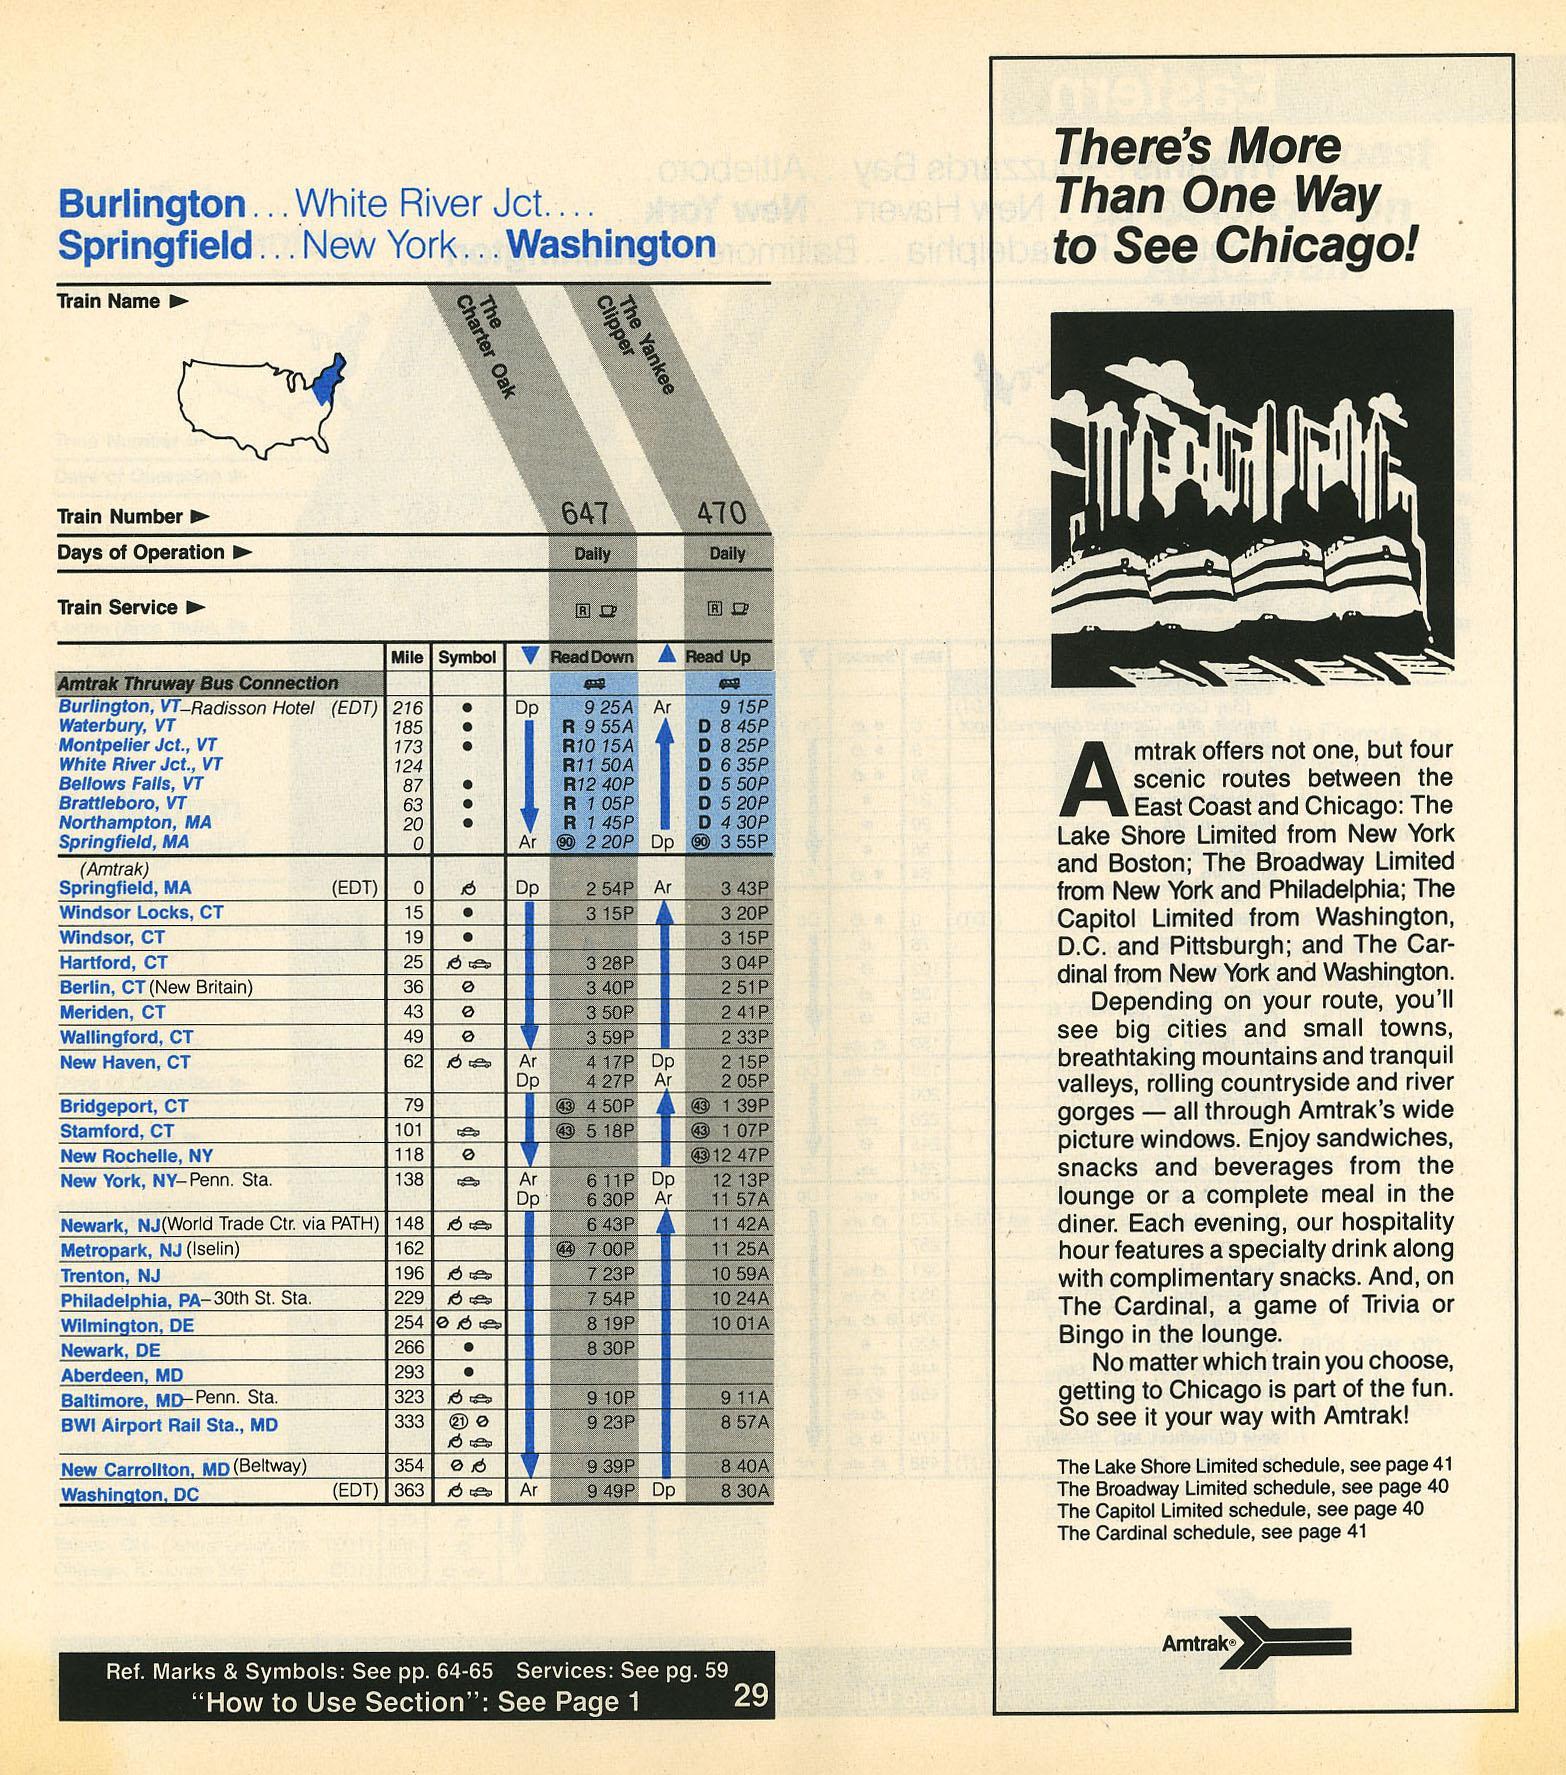 Burlington...White River Jct....
Springfield...New York...Washington
Train Name ►
The Charter Oak
The Yankee Clipper
Train Number ► 647 470
Days of Operation ► Daily Daily
Train Service ► R R
Mile Symbol ▼ Read Down ▲ Read Up
Amtrak Thruway Bus Connection
Burlington, VT–Radisson Hotel (EDT) 216 ● Dp 9 25A Ar 9 15P
Waterbury, VT 185 ● R 9 55A D 8 45P
Montpelier Jct., VT 173 ● R10 15A D 8 25P
White River Jct., VT 124 R11 50A D 6 35P
Bellows Falls, VT 87 ● R12 40P D 5 50P
Brattleboro, VT 63 ● R 1 05P D 5 20P
Northampton, MA 20 ● R 1 45P D 4 30P
Springfield, MA 0 Ar 90 2 20P Dp 90 3 55P
(Amtrak)
Springfield, MA (EDT) 0 Dp 2 54P Ar 3 43P
Windsor Locks, CT 15 ● 3 15P 3 20P
Windsor, CT 19 ● 3 15P
Hartford, CT 25 3 28P 3 04P
Berlin, CT (New Britain) 36 3 40P 2 51P
Meriden, CT 43 3 50P 2 41P
Wallingford, CT 49 3 59P 2 33P
New Haven, CT 62 Ar 4 17P Dp 2 15P
Dp 4 27P Ar 2 05P
Bridgeport, CT 79 43 4 50P 43 1 39P
Stamford, CT 101 43 5 18P 43 1 07P
New Rochelle, NY 118 43 12 47P
New York, NY–Penn. Sta. 138 Ar 6 11P Dp 12 13P
Dp 6 30P Ar 11 57A
Newark, NJ(World Trade Ctr. via PATH) 148 6 43P 11 42A
Metropark, NJ (Iselin) 162 44 7 00P 11 25A
Trenton, NJ 196 7 23P 10 59A
Philadelphia, PA–30th St. Sta. 229 7 54P 10 24A
Wilmington, DE 254 8 19P 10 01A
Newark, DE 266 ● 8 30P
Aberdeen, MD 293 ●
Baltimore, MD–Penn. Sta. 323 9 10P 9 11A
BWI Airport Rail Sta., MD 333 21 9 23P 8 57A
New Carrollton, MD (Beltway) 354 9 39P 8 40A
Washington, DC (EDT) 363 Ar 9 49P Dp 8 30A
Ref. Marks & Symbols: See pp. 64-65 Services: See pg. 59
"How to Use Section": See Page 1
29
There's More
Than One Way
to See Chicago!
Amtrak offers not one, but four
scenic routes between the
East Coast and Chicago: The
Lake Shore Limited from New York
and Boston; The Broadway Limited
from New York and Philadelphia; The
Capitol Limited from Washington,
D.C. and Pittsburgh; and The Car-
dinal from New York and Washington.
Depending on your route, you'll
see big cities and small towns,
breathtaking mountains and tranquil
valleys, rolling countryside and river
gorges — all through Amtrak's wide
picture windows. Enjoy sandwiches,
snacks and beverages from the
lounge or a complete meal in the
diner. Each evening, our hospitality
hour features a specialty drink along
with complimentary snacks. And, on
The Cardinal, a game of Trivia or
Bingo in the lounge.
No matter which train you choose,
getting to Chicago is part of the fun.
So see it your way with Amtrak!
The Lake Shore Limited schedule, see page 41
The Broadway Limited schedule, see page 40
The Capitol Limited schedule, see page 40
The Cardinal schedule, see page 41
Amtrak®